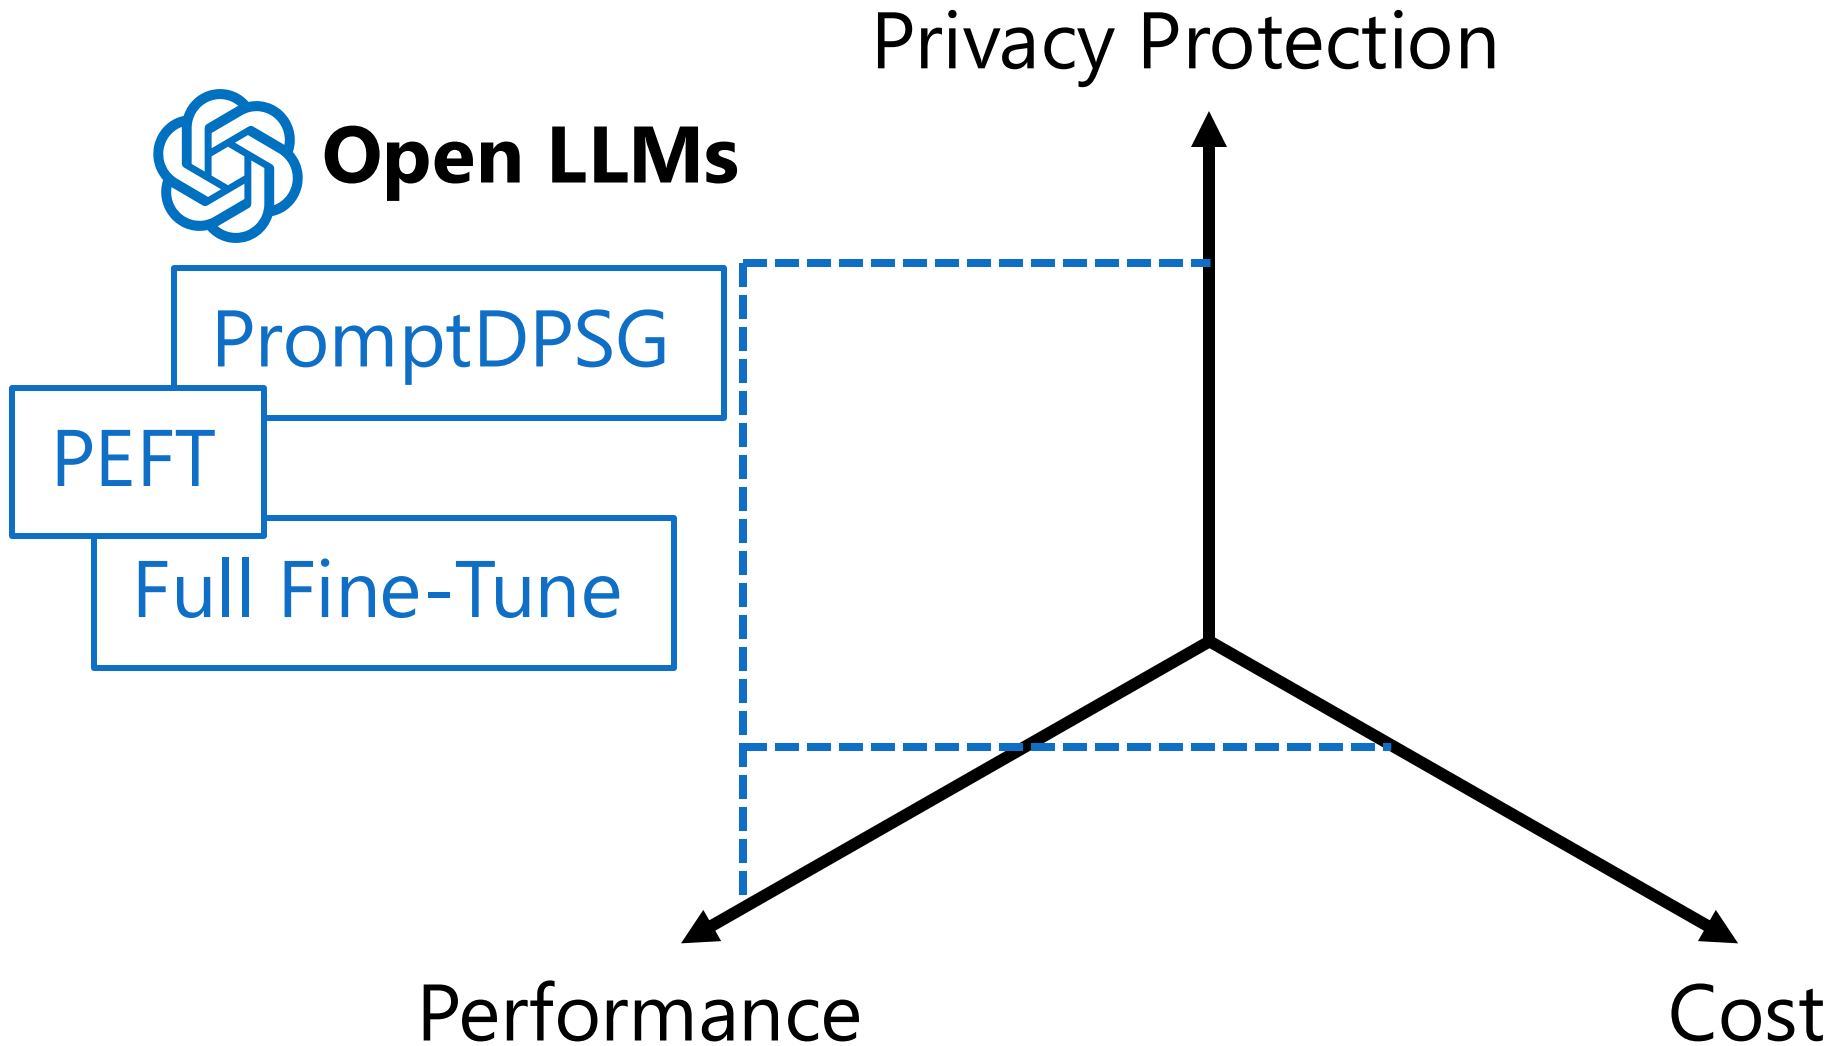 Privacy Protection
Open LLMs
PromptDPSG
PEFT
Full Fine-Tune
Performance
Cost